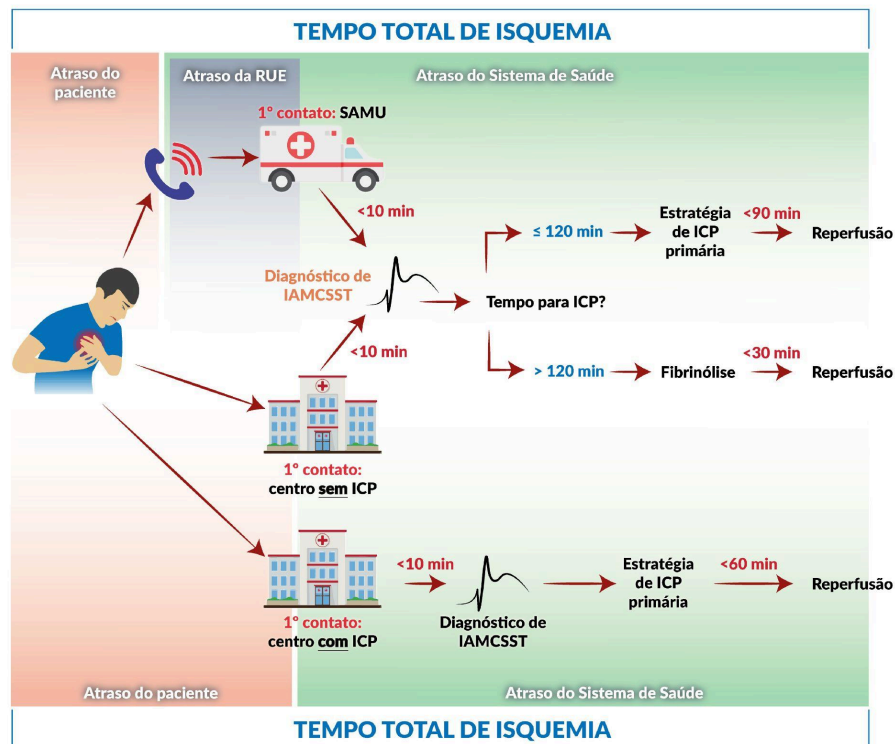 TEMPO TOTAL DE ISQUEMIA
Atraso do
paciente
Atraso da RUE
Atraso do Sistema de Saúde
1º contato: SAMU
<10 min
Diagnóstico de
IAMCSST
<10 min
Tempo para ICP?
≤ 120 min
Estratégia
de ICP
primária
<90 min
Reperfusão
> 120 min
Fibrinólise
<30 min
Reperfusão
1º contato:
centro sem ICP
1º contato:
centro com ICP
<10 min
Diagnóstico de
IAMCSST
Estratégia
de ICP
primária
<60 min
Reperfusão
Atraso do paciente
Atraso do Sistema de Saúde
TEMPO TOTAL DE ISQUEMIA